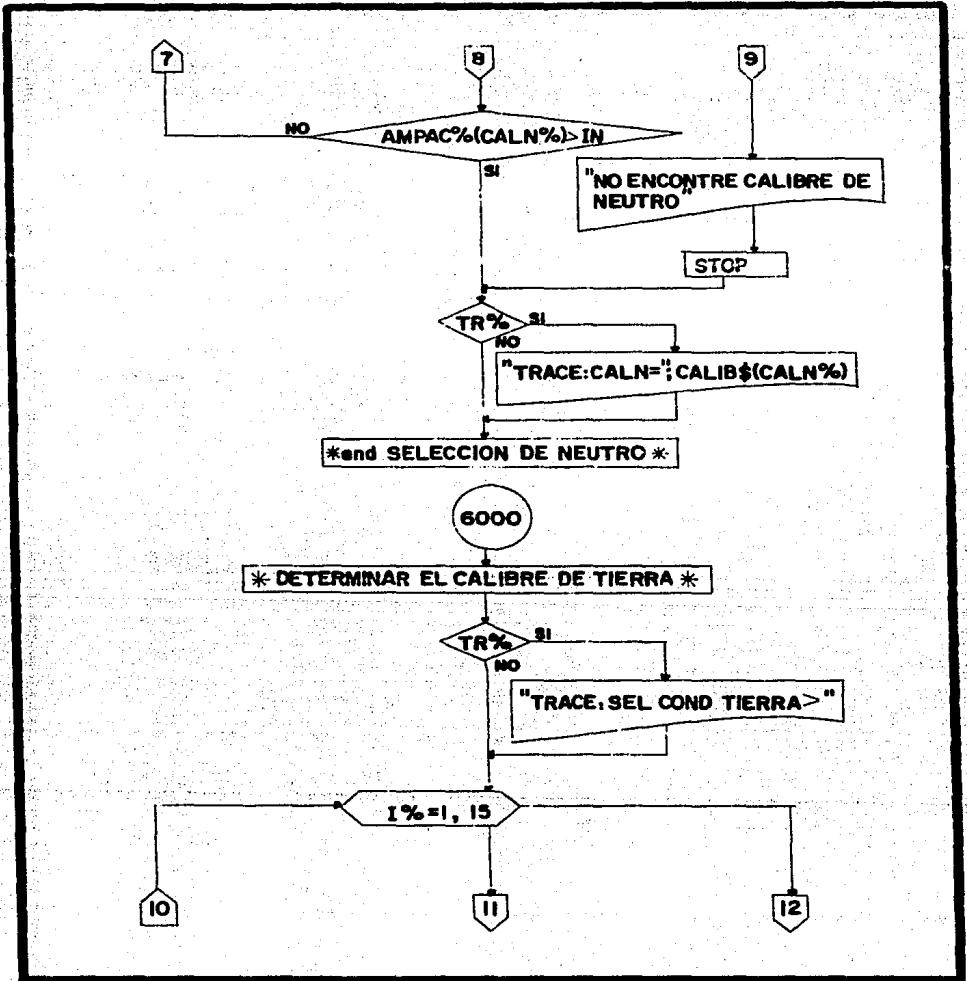 7
8
9
NO
AMPAC%(CALN%)>IN
SI
"NO ENCONTRE CALIBRE DE
NEUTRO"
STOP
TR%
SI
NO
"TRACE:CALN=";CALIB$(CALN%)
*end SELECCION DE NEUTRO*
6000
* DETERMINAR EL CALIBRE DE TIERRA *
TR%
SI
NO
"TRACE: SEL COND TIERRA>"
I%=1, 15
10
11
12